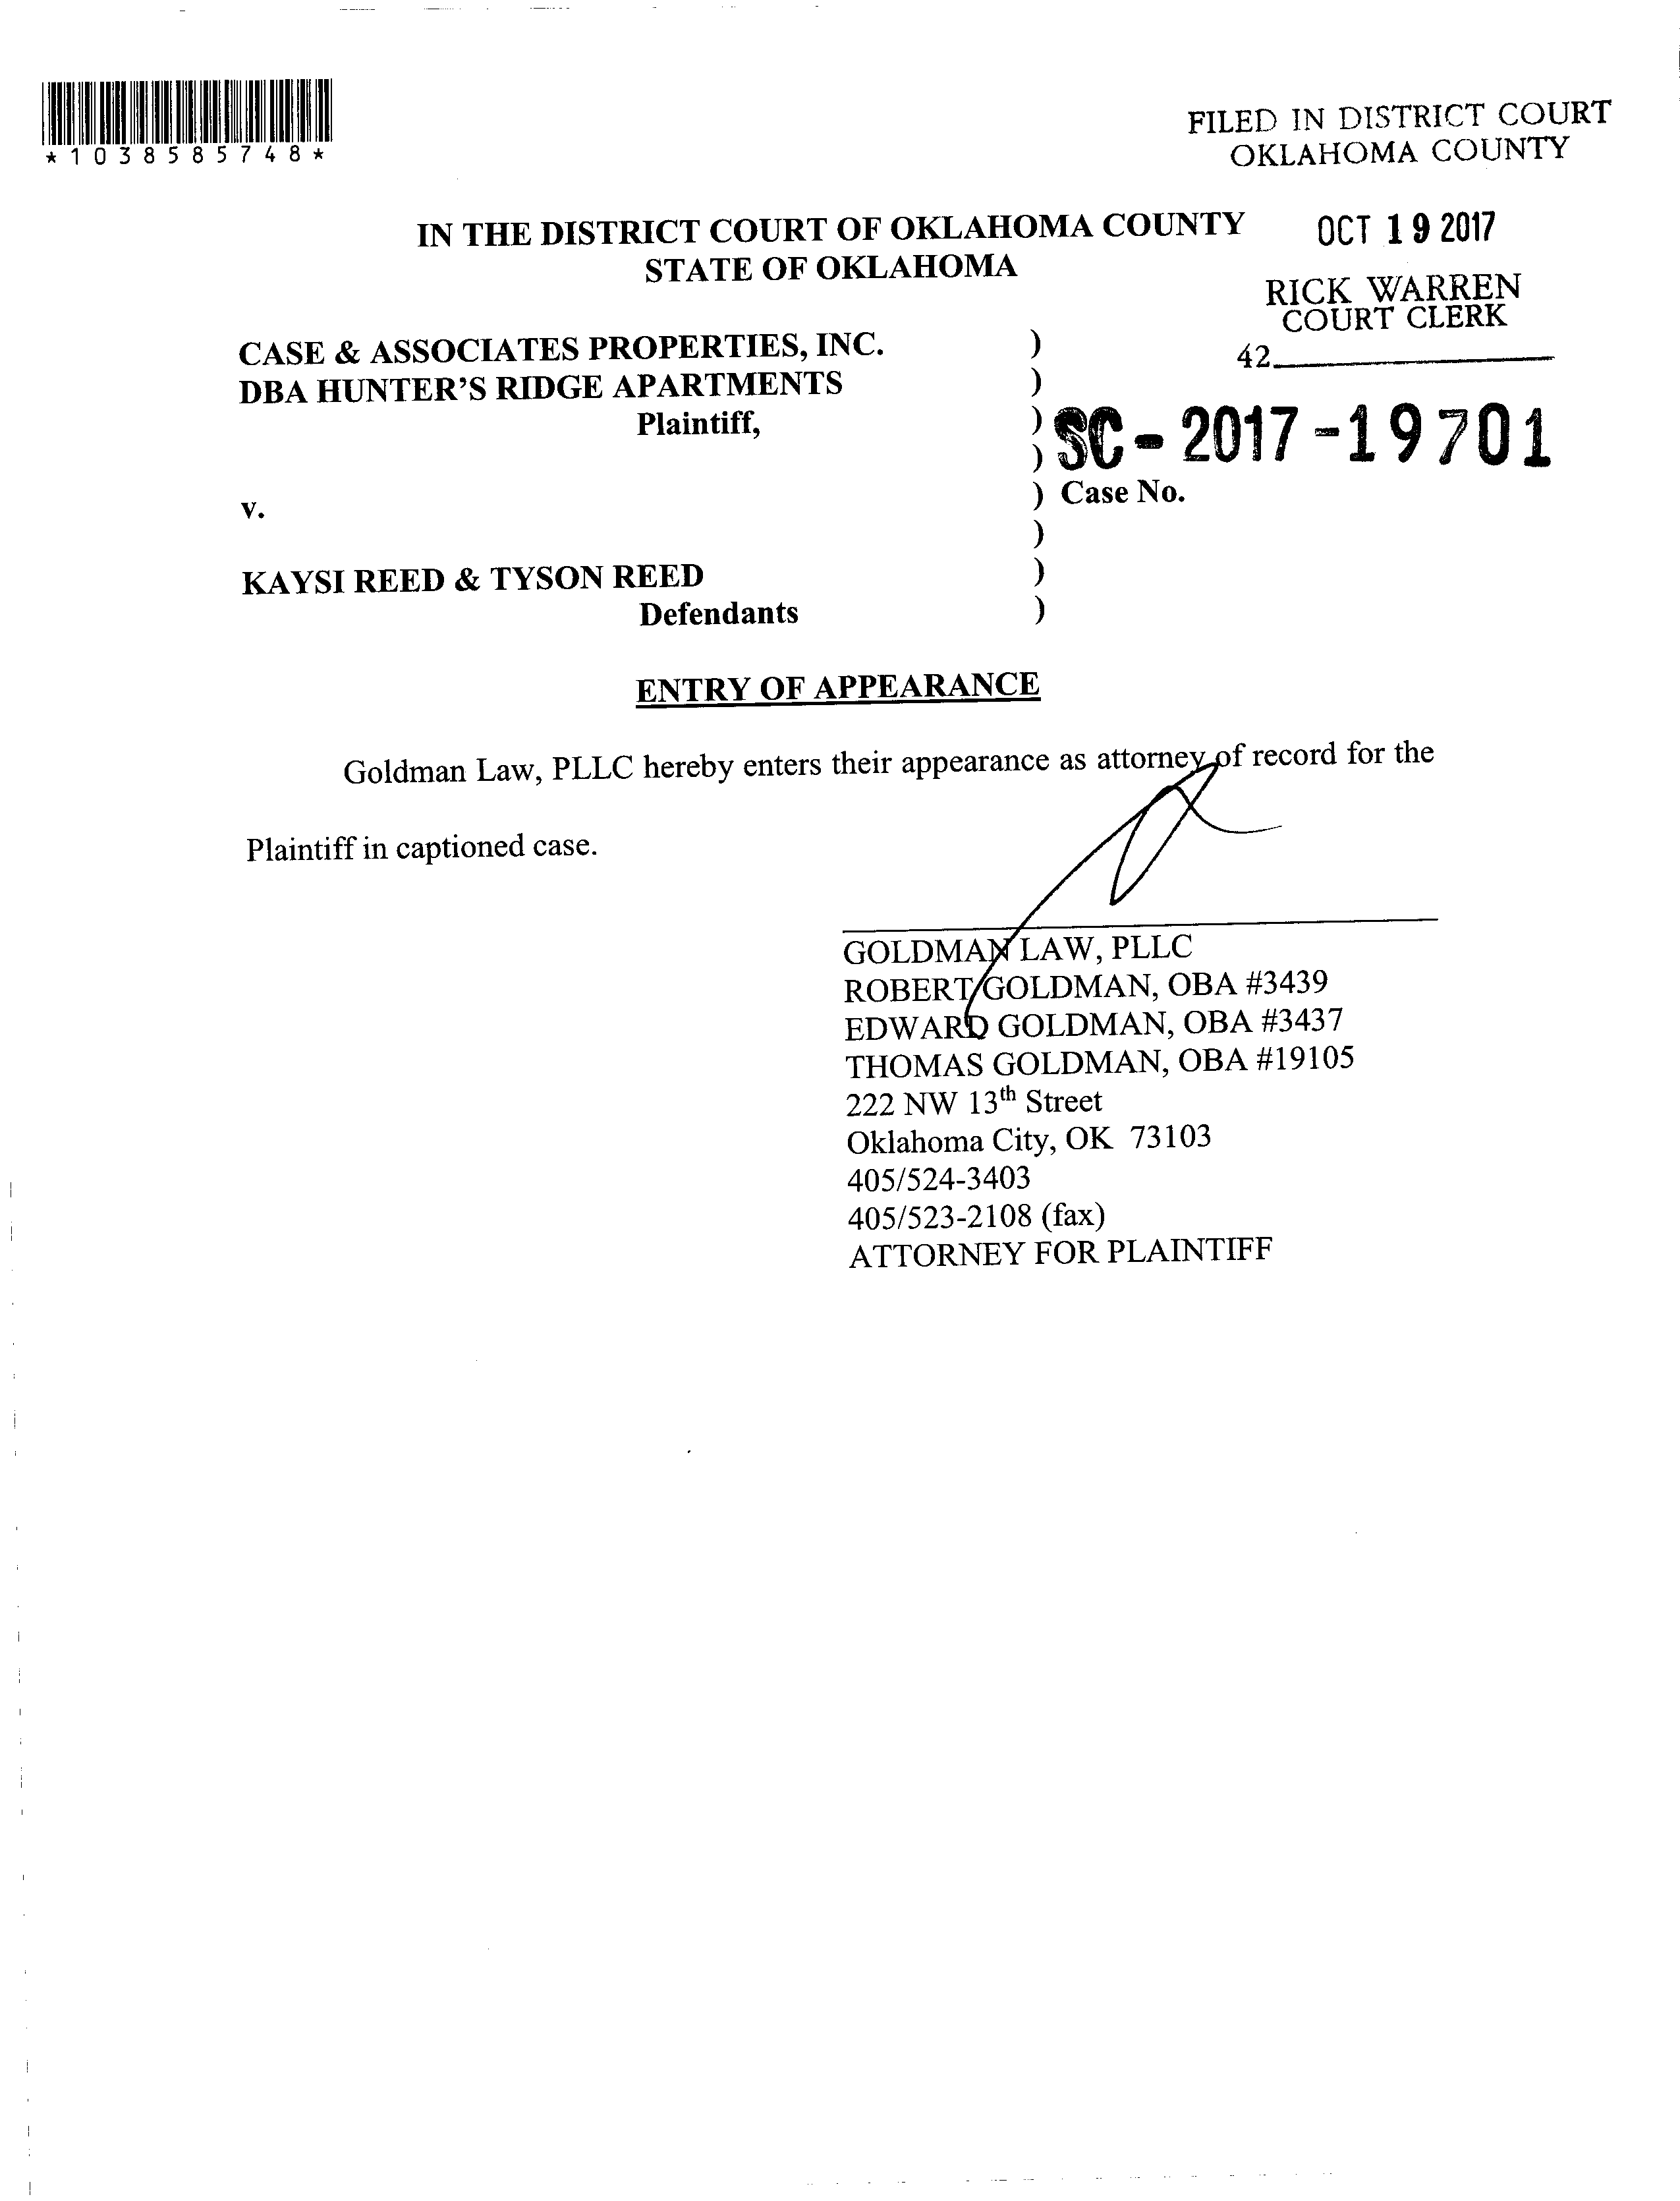 *1038585748*
FILED IN DISTRICT COURT
OKLAHOMA COUNTY
IN THE DISTRICT COURT OF OKLAHOMA COUNTY
STATE OF OKLAHOMA
OCT 19 2017
RICK WARREN
COURT CLERK
42
CASE & ASSOCIATES PROPERTIES, INC. )
DBA HUNTER'S RIDGE APARTMENTS )
Plaintiff, )
) SC-2017-19701
v. ) Case No.
)
KAYSI REED & TYSON REED )
Defendants )
ENTRY OF APPEARANCE
Goldman Law, PLLC hereby enters their appearance as attorney of record for the
Plaintiff in captioned case.
GOLDMAN LAW, PLLC
ROBERT GOLDMAN, OBA #3439
EDWARD GOLDMAN, OBA #3437
THOMAS GOLDMAN, OBA #19105
222 NW 13th Street
Oklahoma City, OK 73103
405/524-3403
405/523-2108 (fax)
ATTORNEY FOR PLAINTIFF